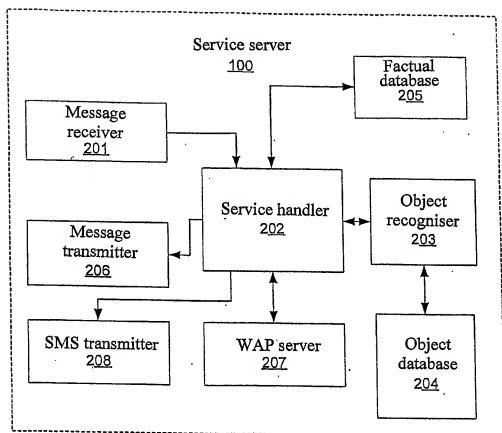 Service server
100
Factual
database
205
Message
receiver
201
Service handler
202
Object
recogniser
203
Message
transmitter
206
SMS transmitter
208
WAP server
207
Object
database
204